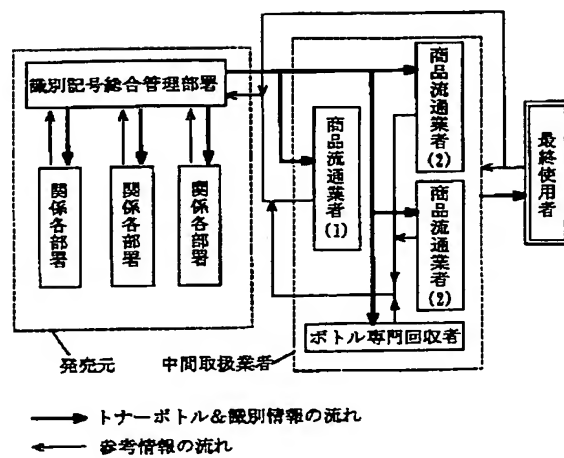 識別記号総合管理部署
関係各部署
関係各部署
関係各部署
商品流通業者(1)
商品流通業者(2)
商品流通業者(2)
ボトル専門回収者
最終使用者
発売元
中間取扱業者
トナーボトル&識別情報の流れ
参考情報の流れ